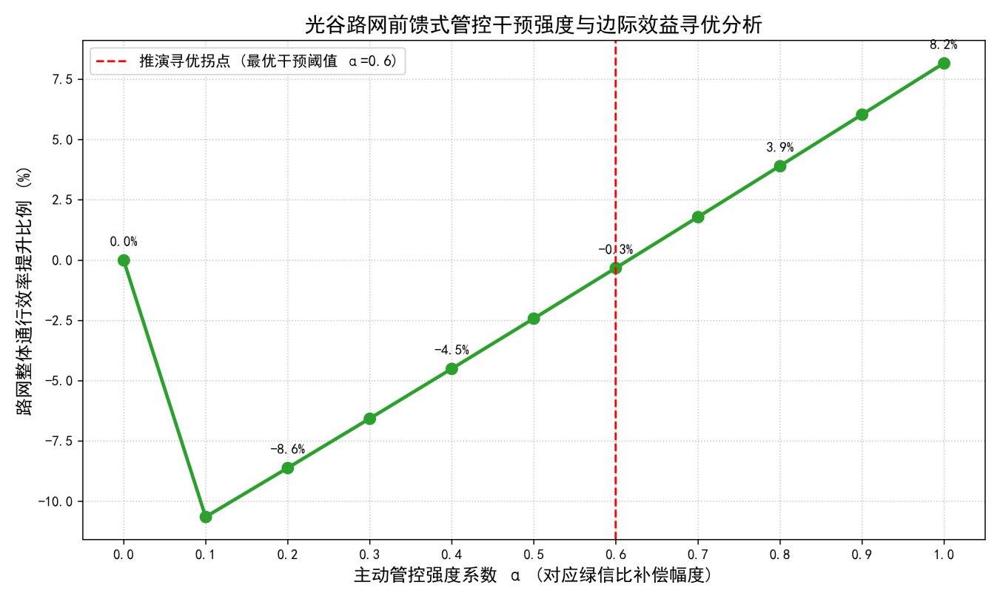 光谷路网前馈式管控干预强度与边际效益寻优分析
推演寻优拐点 (最优干预阈值 α=0.6)
8.2%
3.9%
0.0%
−0.3%
−4.5%
−8.6%
路网整体通行效率提升比例 (%)
7.5
5.0
2.5
0.0
−2.5
−5.0
−7.5
−10.0
0.0 0.1 0.2 0.3 0.4 0.5 0.6 0.7 0.8 0.9 1.0
主动管控强度系数 α (对应绿信比补偿幅度)